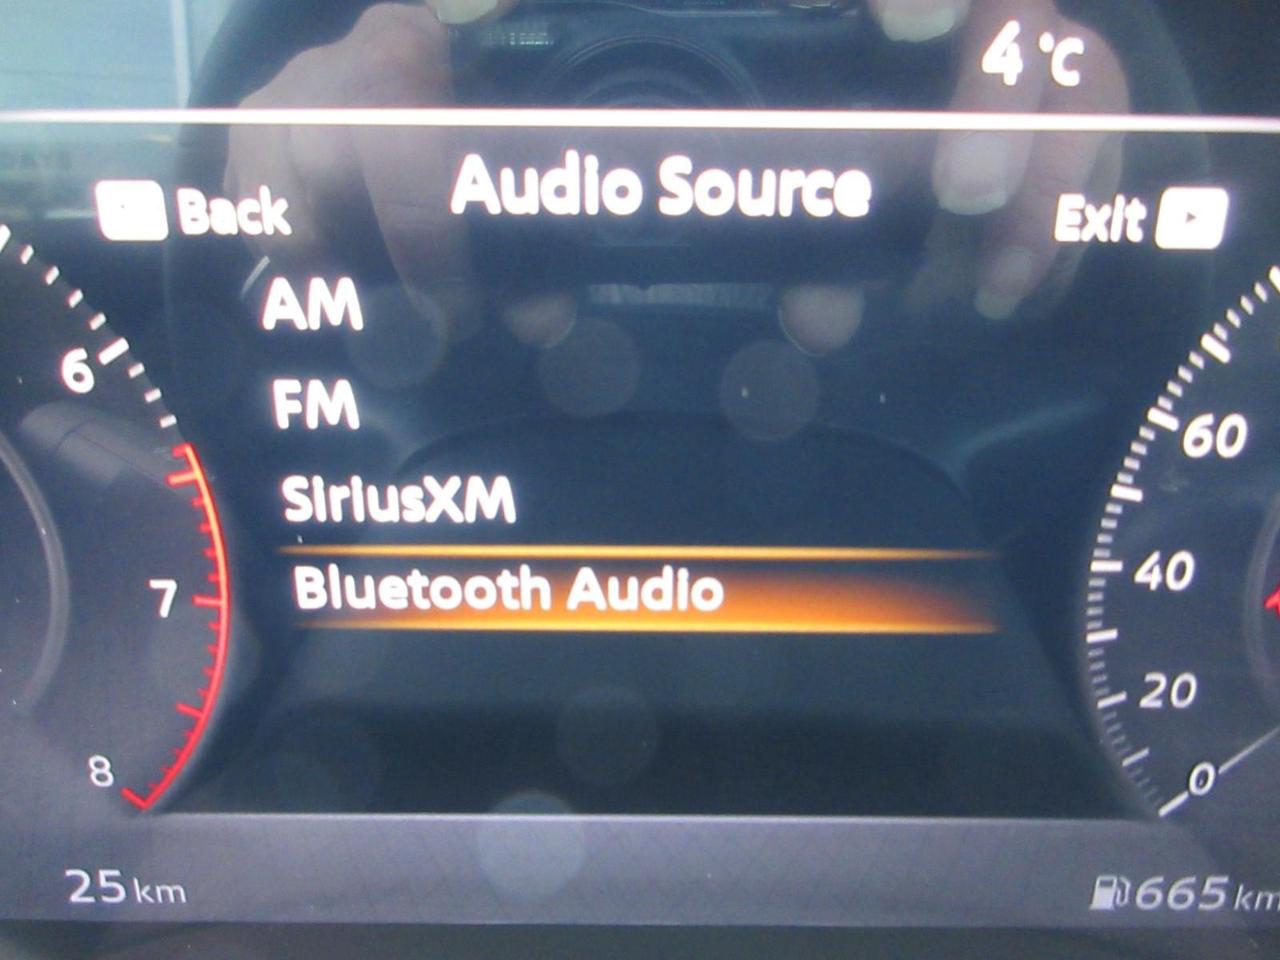 4 °C
Audio Source
Back
Exit
AM
FM
SiriusXM
Bluetooth Audio
6
7
8
60
40
20
0
25 km
665 km